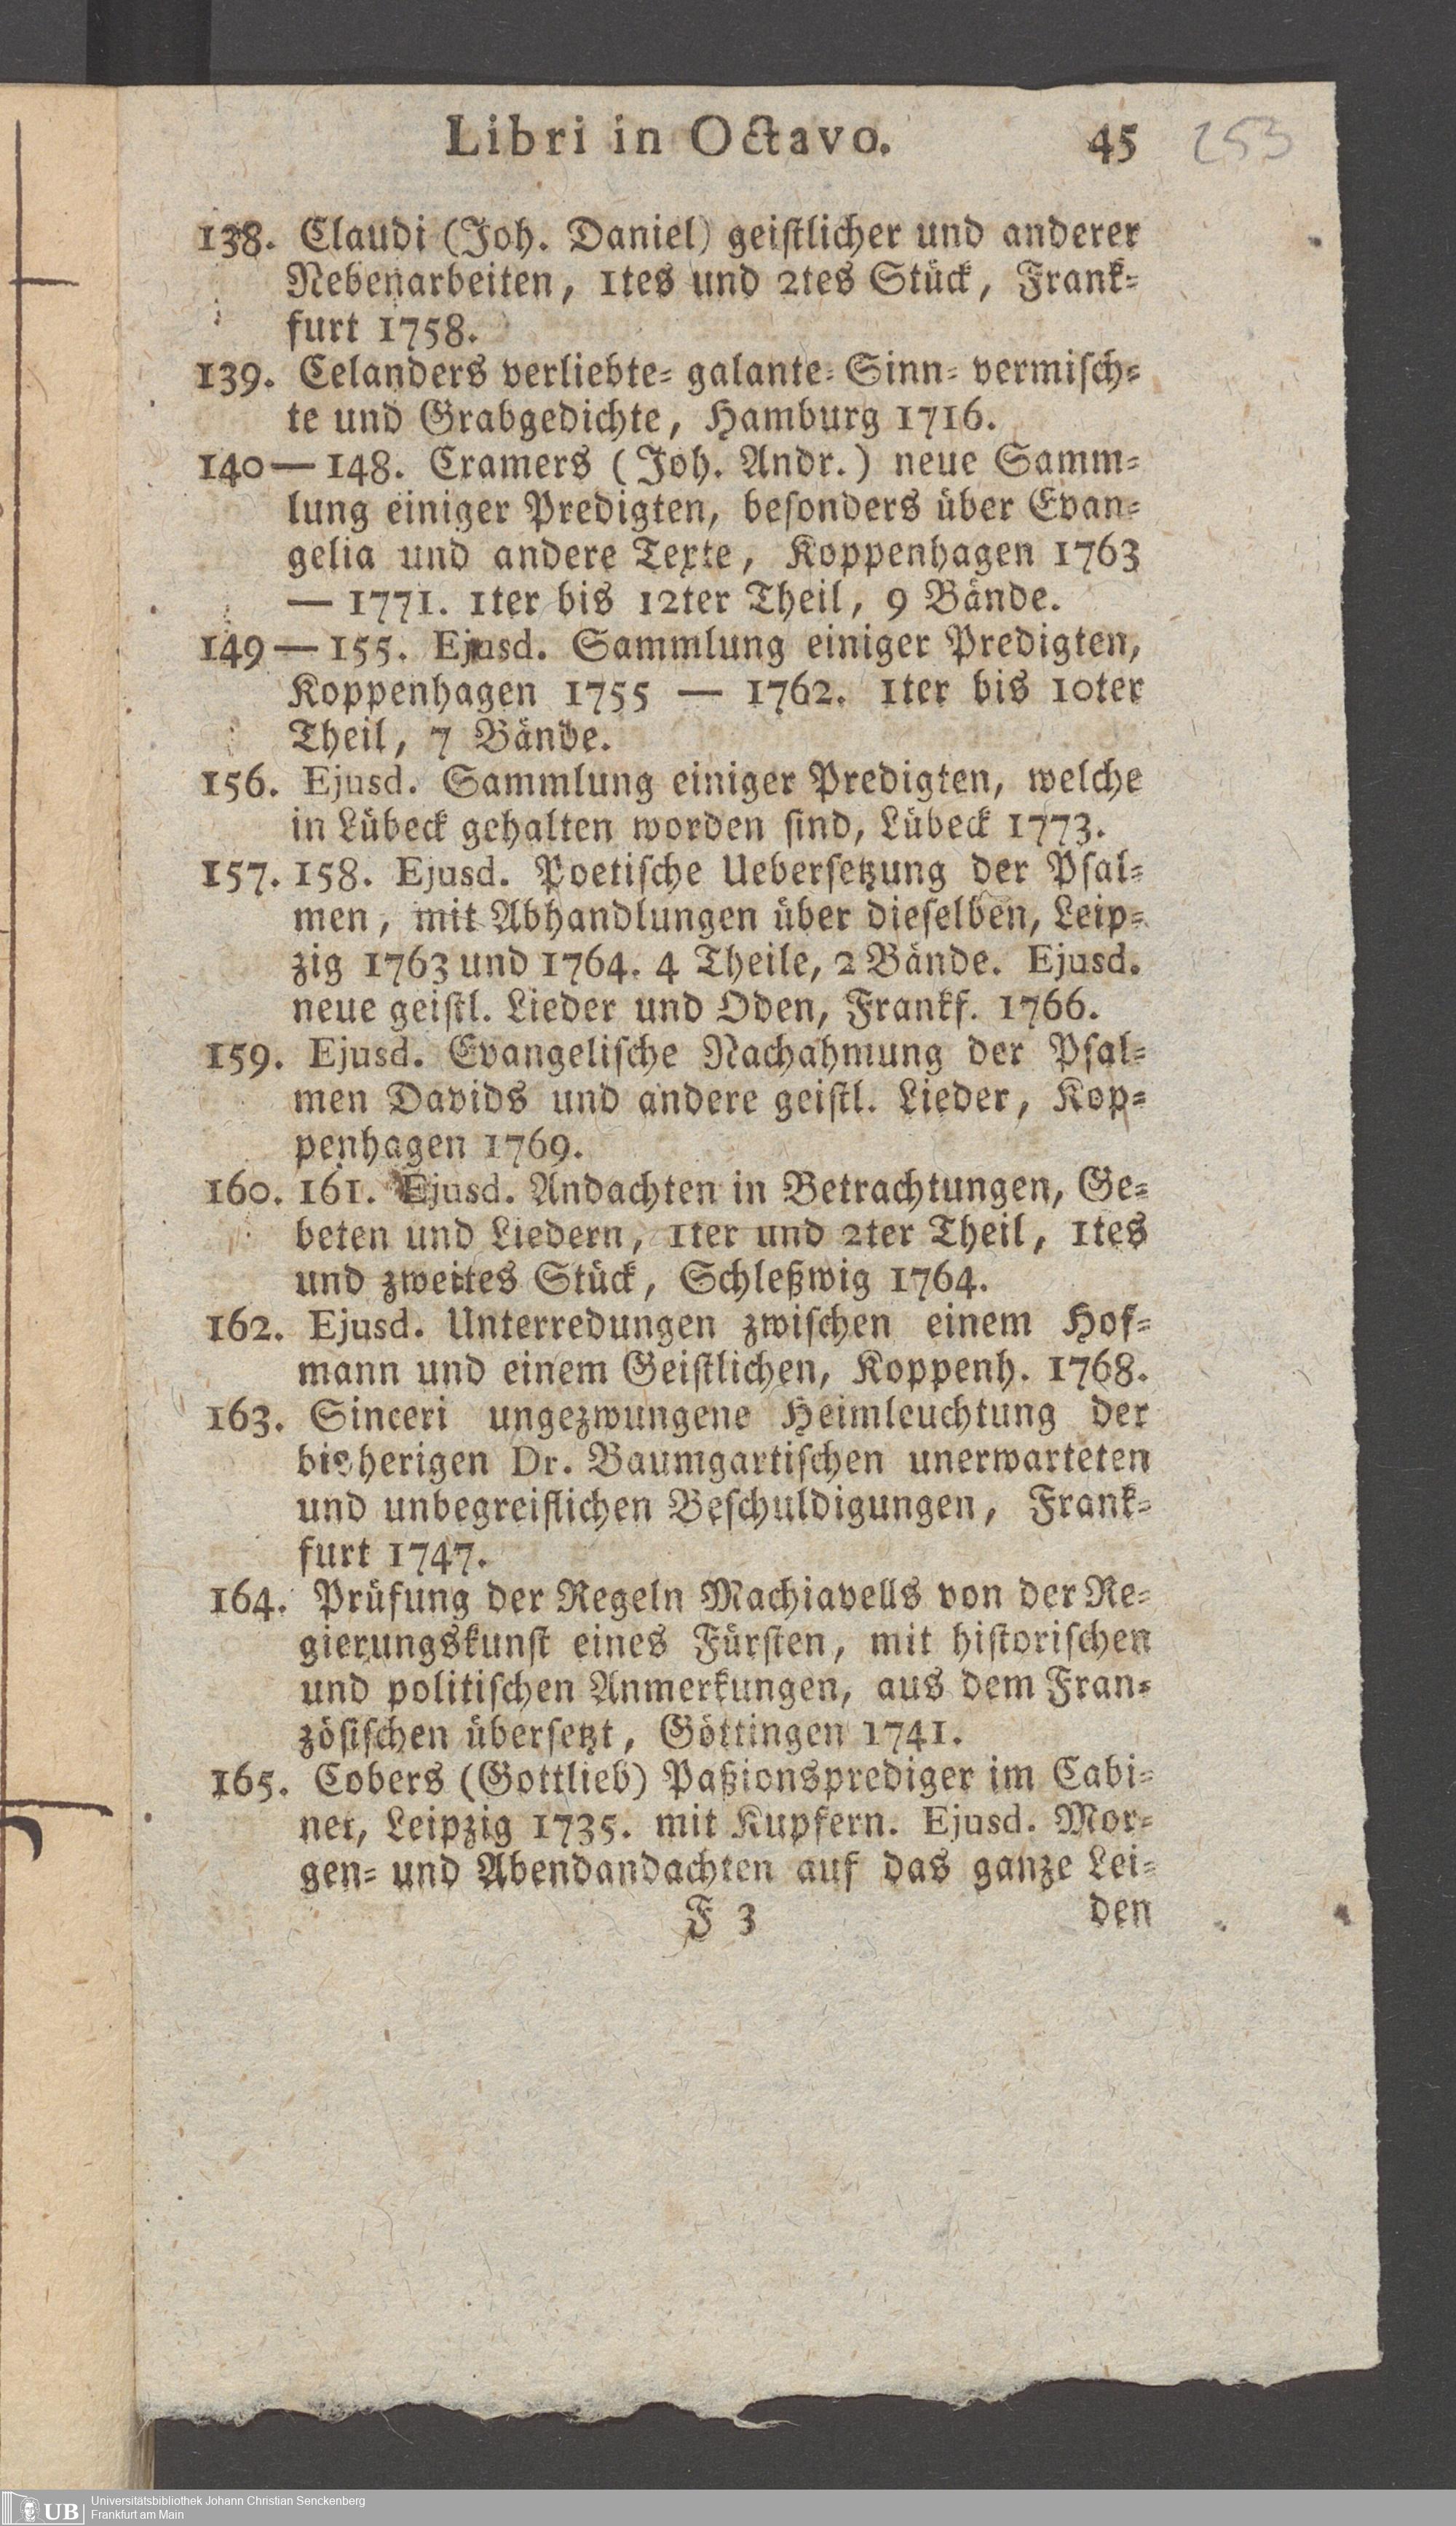 Libri in Octavo. 45 253
138. Claudi (Joh. Daniel) geistlicher und anderer
Nebenarbeiten, 1tes und 2tes Stück, Frank-
furt 1758.
139. Celanders verliebte- galante- Sinn- vermisch-
te und Grabgedichte, Hamburg 1716.
140 — 148. Cramers (Joh. Andr.) neue Samm-
lung einiger Predigten, besonders über Evan-
gelia und andere Texte, Koppenhagen 1763
— 1771. 1ter bis 12ter Theil, 9 Bände.
149 — 155. Ejusd. Sammlung einiger Predigten,
Koppenhagen 1755 — 1762. 1ter bis 10ter
Theil, 7 Bände.
156. Ejusd. Sammlung einiger Predigten, welche
in Lübeck gehalten worden sind, Lübeck 1773.
157. 158. Ejusd. Poetische Uebersetzung der Psal-
men, mit Abhandlungen über dieselben, Leip-
zig 1763 und 1764. 4 Theile, 2 Bände. Ejusd.
neue geistl. Lieder und Oden, Frankf. 1766.
159. Ejusd. Evangelische Nachahmung der Psal-
men Davids und andere geistl. Lieder, Kop-
penhagen 1769.
160. 161. Ejusd. Andachten in Betrachtungen, Ge-
beten und Liedern, 1ter und 2ter Theil, 1tes
und zweites Stück, Schleßwig 1764.
162. Ejusd. Unterredungen zwischen einem Hof-
mann und einem Geistlichen, Koppenh. 1768.
163. Sinceri ungezwungene Heimleuchtung der
bisherigen Dr. Baumgartischen unerwarteten
und unbegreiflichen Beschuldigungen, Frank-
furt 1747.
164. Prüfung der Regeln Machiavells von der Re-
gierungskunst eines Fürsten, mit historischen
und politischen Anmerkungen, aus dem Fran-
zösischen übersetzt, Göttingen 1741.
165. Cobers (Gottlieb) Paßionsprediger im Cabi-
net, Leipzig 1735. mit Kupfern. Ejusd. Mor-
gen- und Abendandachten auf das ganze Lei-
F 3 den
UB Universitätsbibliothek Johann Christian Senckenberg
Frankfurt am Main